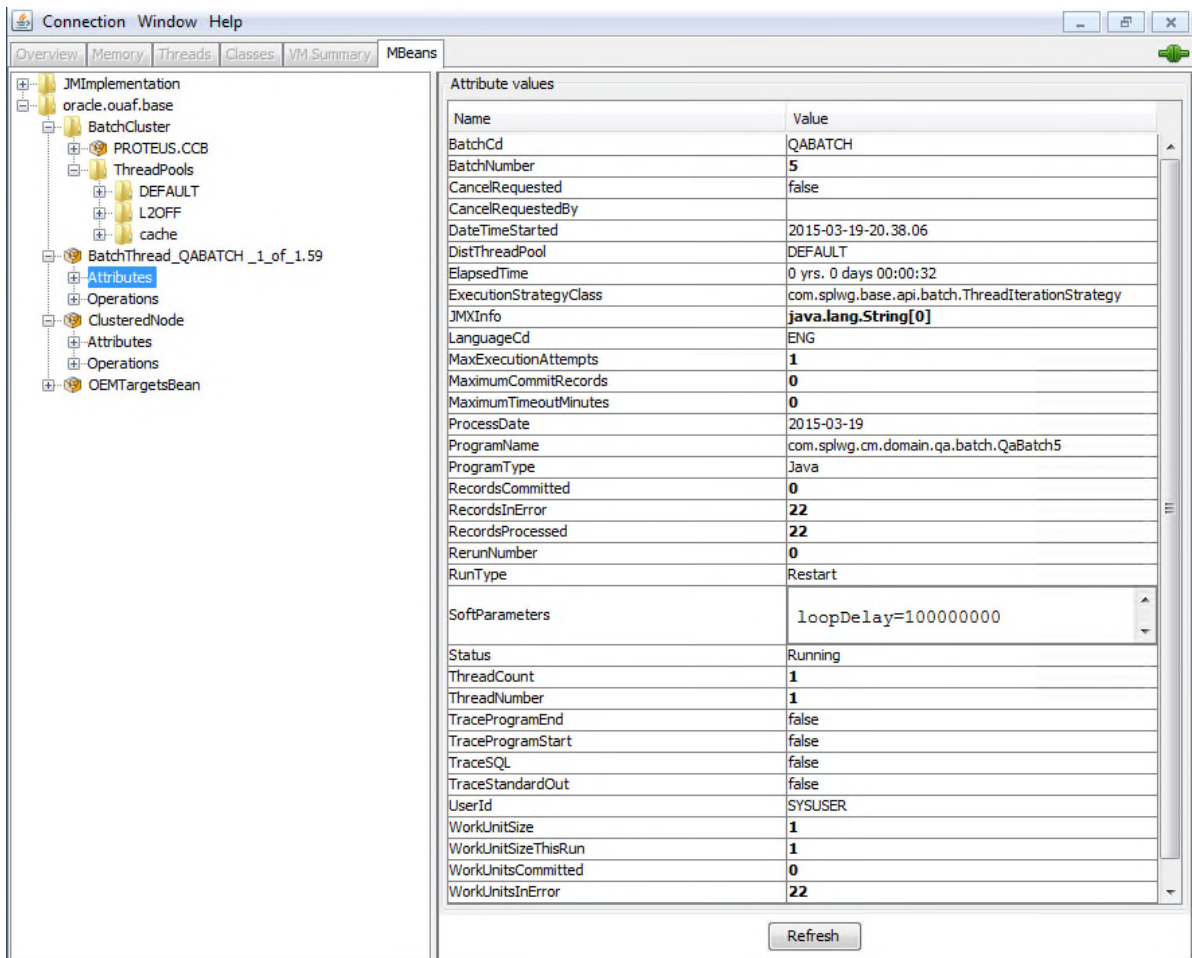 Connection Window Help
Overview Memory Threads Classes VM Summary MBeans
JMImplementation
oracle.ouaf.base
BatchCluster
PROTEUS.CCB
ThreadPools
DEFAULT
L2OFF
cache
BatchThread_QABATCH _1_of_1.59
Attributes
Operations
ClusteredNode
Attributes
Operations
OEMTargetsBean
Attribute values
Name Value
BatchCd QABATCH
BatchNumber 5
CancelRequested false
CancelRequestedBy
DateTimeStarted 2015-03-19-20.38.06
DistThreadPool DEFAULT
ElapsedTime 0 yrs. 0 days 00:00:32
ExecutionStrategyClass com.splwg.base.api.batch.ThreadIterationStrategy
JMXInfo java.lang.String[0]
LanguageCd ENG
MaxExecutionAttempts 1
MaximumCommitRecords 0
MaximumTimeoutMinutes 0
ProcessDate 2015-03-19
ProgramName com.splwg.cm.domain.qa.batch.QaBatch5
ProgramType Java
RecordsCommitted 0
RecordsInError 22
RecordsProcessed 22
RerunNumber 0
RunType Restart
SoftParameters loopDelay=100000000
Status Running
ThreadCount 1
ThreadNumber 1
TraceProgramEnd false
TraceProgramStart false
TraceSQL false
TraceStandardOut false
UserId SYSUSER
WorkUnitSize 1
WorkUnitSizeThisRun 1
WorkUnitsCommitted 0
WorkUnitsInError 22
Refresh